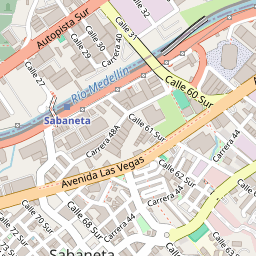 Autopista Sur
Calle 31
Calle 32
Calle 30
Calle 29
Carrera 40
Calle 27
Río Medellín
Calle 60 Sur
Sabaneta
Calle 61 Sur
Carrera 48A
Carrera 44
Avenida Las Vegas
Calle 62 Sur
Carrera 44
Calle 63 Sur
Calle 70 Sur
Carrera 44
Calle 68 Sur
Calle 72 Sur
Sabaneta